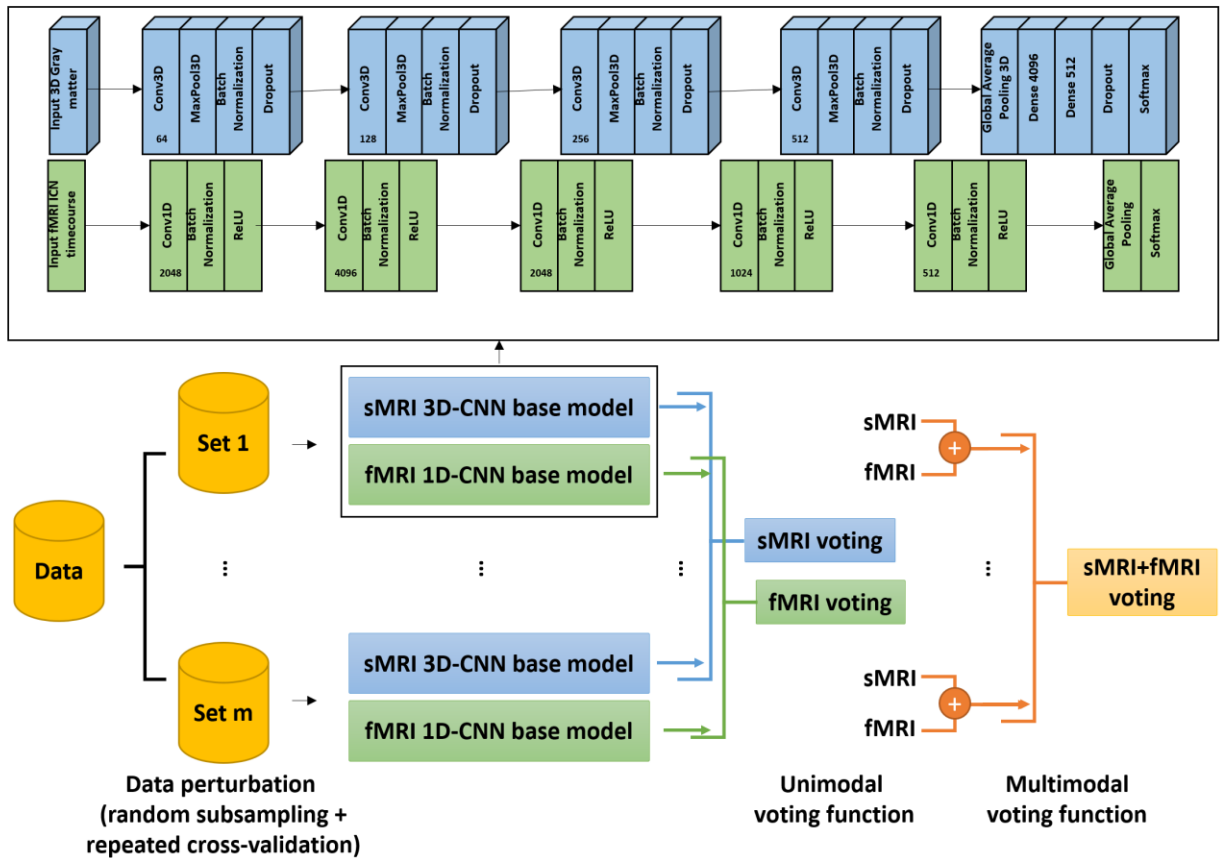 Input 3D Gray
matter
Conv3D
64
MaxPool3D
Batch
Normalization
Dropout
Conv3D
128
MaxPool3D
Batch
Normalization
Dropout
Conv3D
256
MaxPool3D
Batch
Normalization
Dropout
Conv3D
512
MaxPool3D
Batch
Normalization
Dropout
Global Average
Pooling 3D
Dense 4096
Dense 512
Dropout
Softmax
Input fMRI ICN
timecourse
Conv1D
2048
Batch
Normalization
ReLU
Conv1D
4096
Batch
Normalization
ReLU
Conv1D
2048
Batch
Normalization
ReLU
Conv1D
1024
Batch
Normalization
ReLU
Conv1D
512
Batch
Normalization
ReLU
Global Average
Pooling
Softmax
Data
Set 1
...
Set m
sMRI 3D-CNN base model
fMRI 1D-CNN base model
...
...
sMRI 3D-CNN base model
fMRI 1D-CNN base model
sMRI voting
fMRI voting
sMRI
+
fMRI
...
sMRI
+
fMRI
sMRI+fMRI
voting
Data perturbation
(random subsampling +
repeated cross-validation)
Unimodal
voting function
Multimodal
voting function